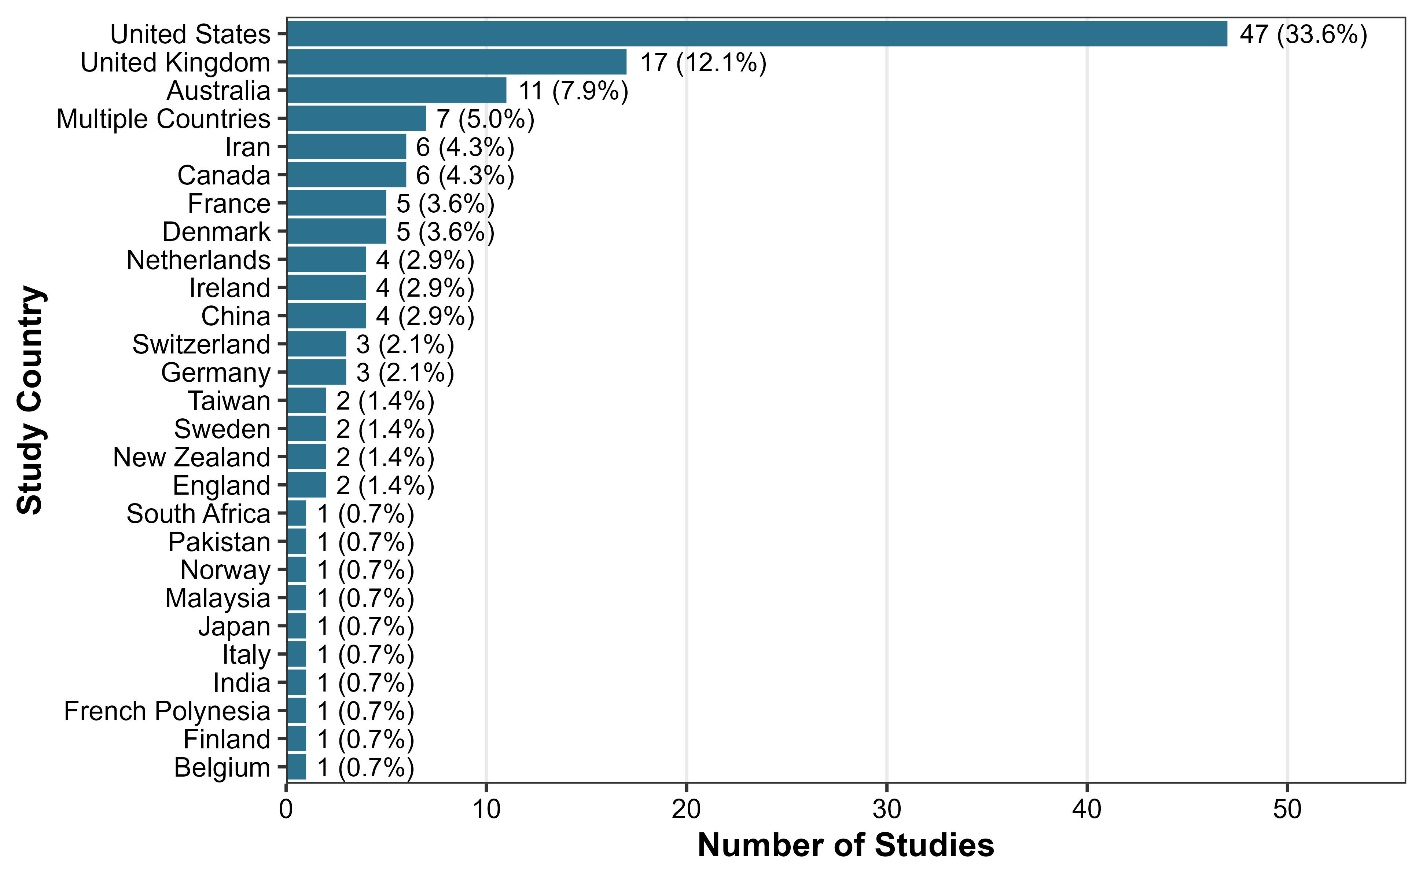 United States 47 (33.6%)
United Kingdom 17 (12.1%)
Australia 11 (7.9%)
Multiple Countries 7 (5.0%)
Iran 6 (4.3%)
Canada 6 (4.3%)
France 5 (3.6%)
Denmark 5 (3.6%)
Netherlands 4 (2.9%)
Ireland 4 (2.9%)
China 4 (2.9%)
Switzerland 3 (2.1%)
Germany 3 (2.1%)
Taiwan 2 (1.4%)
Sweden 2 (1.4%)
New Zealand 2 (1.4%)
England 2 (1.4%)
South Africa 1 (0.7%)
Pakistan 1 (0.7%)
Norway 1 (0.7%)
Malaysia 1 (0.7%)
Japan 1 (0.7%)
Italy 1 (0.7%)
India 1 (0.7%)
French Polynesia 1 (0.7%)
Finland 1 (0.7%)
Belgium 1 (0.7%)
0 10 20 30 40 50
Number of Studies
Study Country